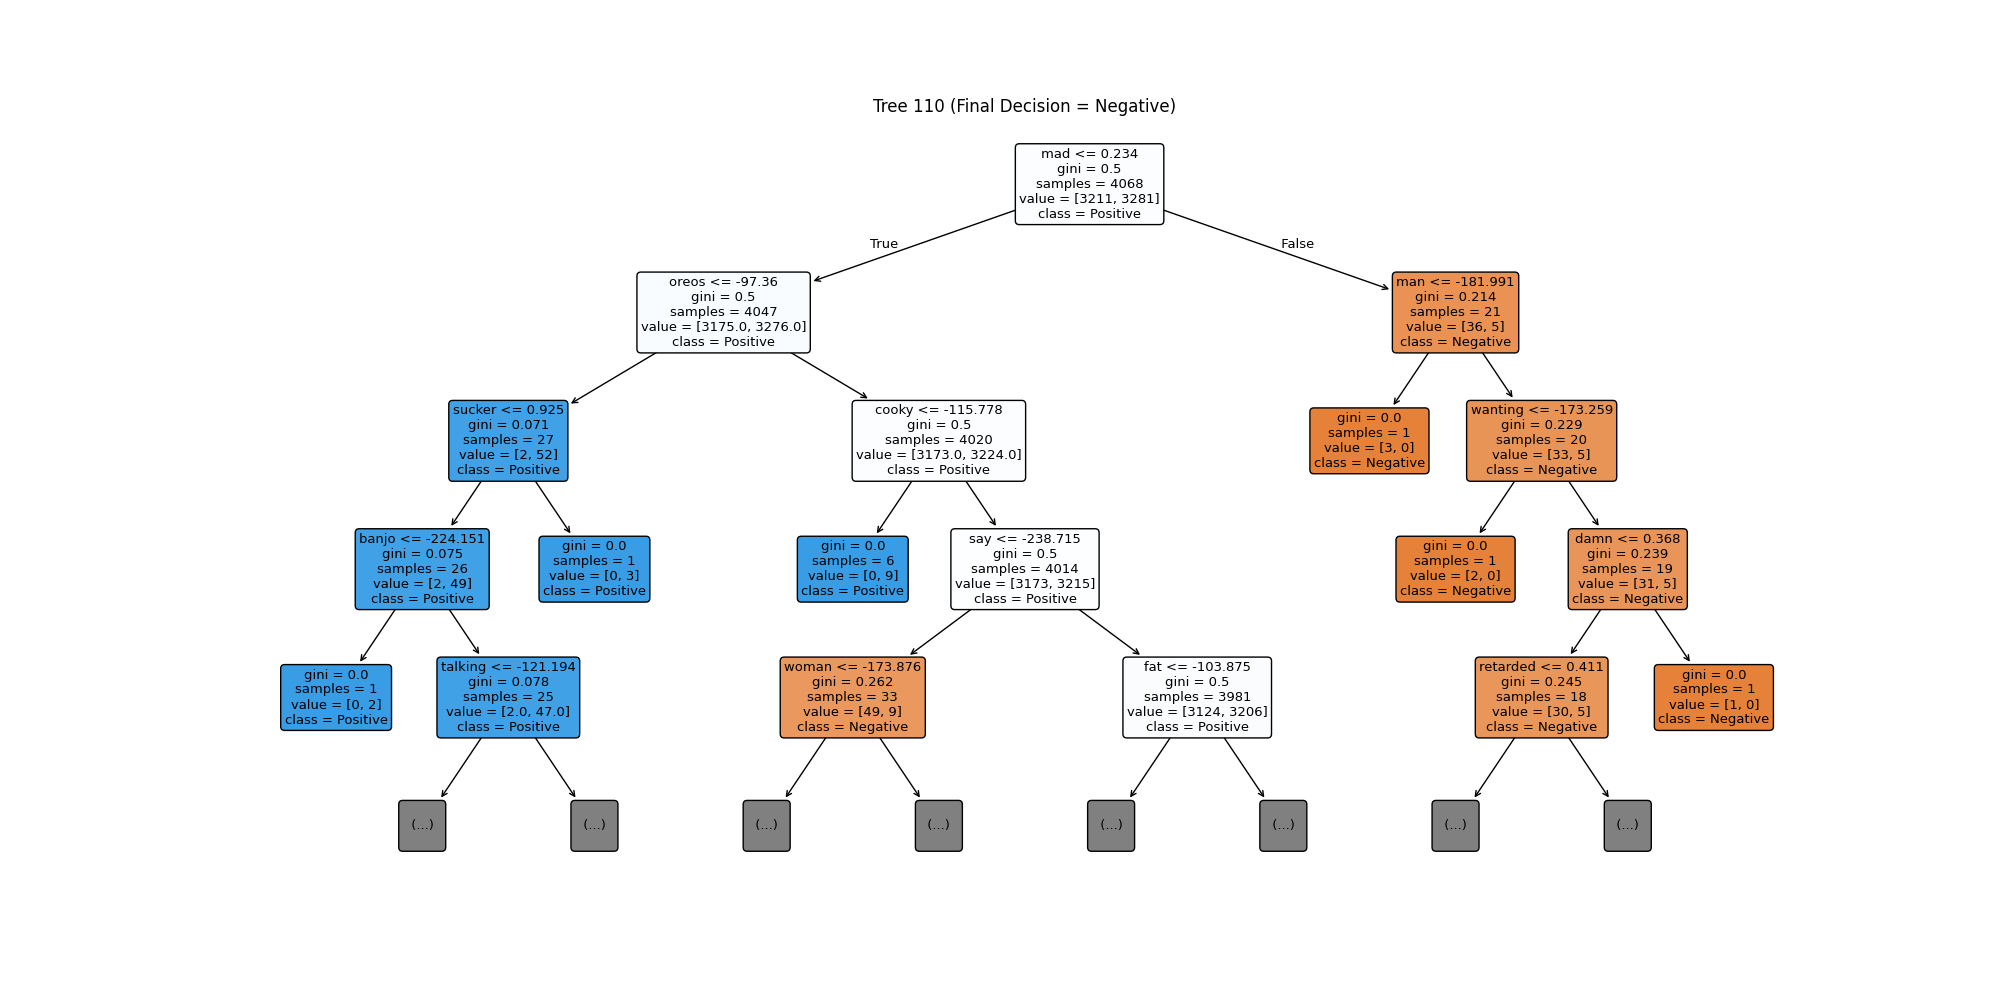 Tree 110 (Final Decision = Negative)
mad <= 0.234
gini = 0.5
samples = 4068
value = [3211, 3281]
class = Positive
True
False
oreos <= -97.36
gini = 0.5
samples = 4047
value = [3175.0, 3276.0]
class = Positive
man <= -181.991
gini = 0.214
samples = 21
value = [36, 5]
class = Negative
sucker <= 0.925
gini = 0.071
samples = 27
value = [2, 52]
class = Positive
cooky <= -115.778
gini = 0.5
samples = 4020
value = [3173.0, 3224.0]
class = Positive
gini = 0.0
samples = 1
value = [3, 0]
class = Negative
wanting <= -173.259
gini = 0.229
samples = 20
value = [33, 5]
class = Negative
banjo <= -224.151
gini = 0.075
samples = 26
value = [2, 49]
class = Positive
gini = 0.0
samples = 1
value = [0, 3]
class = Positive
gini = 0.0
samples = 6
value = [0, 9]
class = Positive
say <= -238.715
gini = 0.5
samples = 4014
value = [3173, 3215]
class = Positive
gini = 0.0
samples = 1
value = [2, 0]
class = Negative
damn <= 0.368
gini = 0.239
samples = 19
value = [31, 5]
class = Negative
gini = 0.0
samples = 1
value = [0, 2]
class = Positive
talking <= -121.194
gini = 0.078
samples = 25
value = [2.0, 47.0]
class = Positive
woman <= -173.876
gini = 0.262
samples = 33
value = [49, 9]
class = Negative
fat <= -103.875
gini = 0.5
samples = 3981
value = [3124, 3206]
class = Positive
retarded <= 0.411
gini = 0.245
samples = 18
value = [30, 5]
class = Negative
gini = 0.0
samples = 1
value = [1, 0]
class = Negative
(...)
(...)
(...)
(...)
(...)
(...)
(...)
(...)